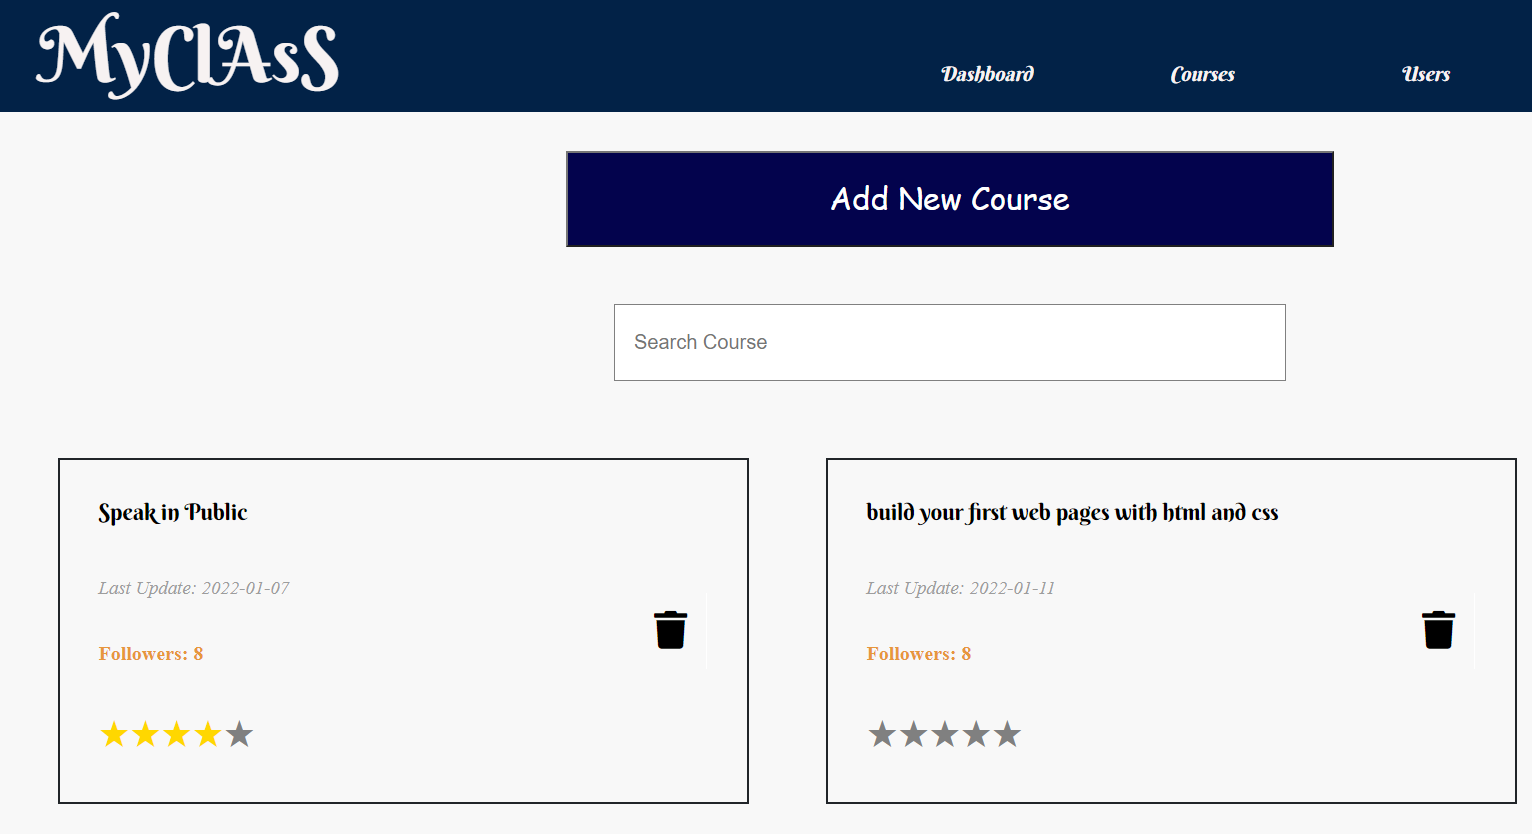 MyClAsS
Dashboard Courses Users
Add New Course
Search Course
Speak in Public
Last Update: 2022-01-07
Followers: 8
build your first web pages with html and css
Last Update: 2022-01-11
Followers: 8